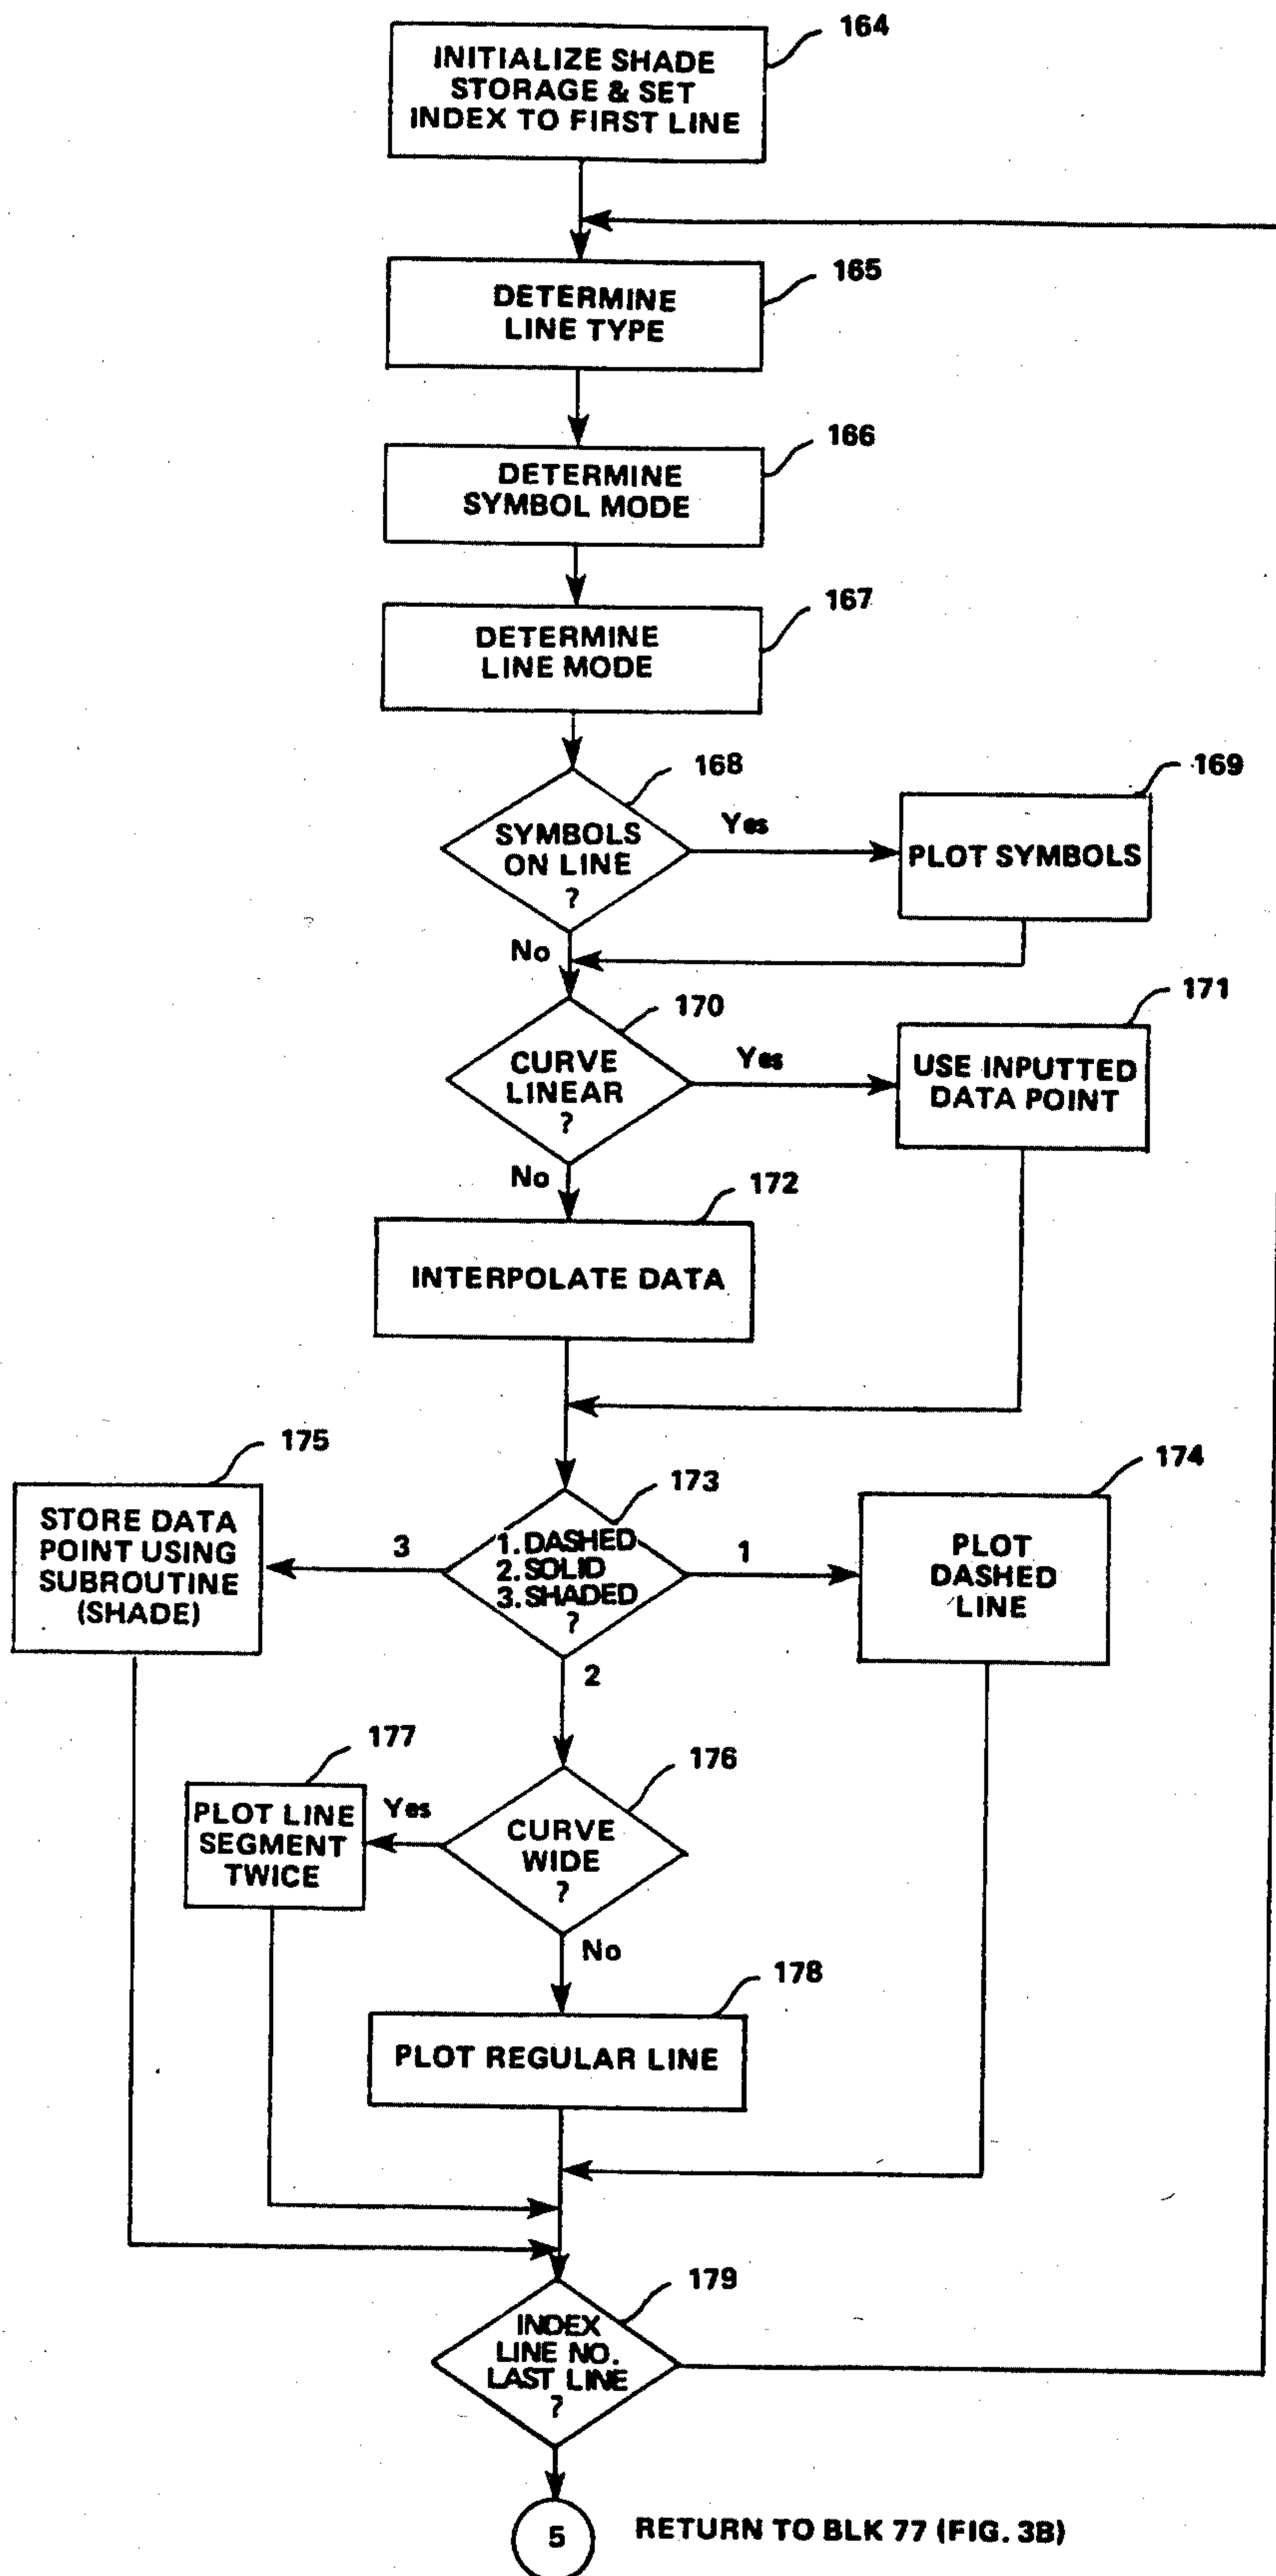 164
INITIALIZE SHADE
STORAGE & SET
INDEX TO FIRST LINE
165
DETERMINE
LINE TYPE
166
DETERMINE
SYMBOL MODE
167
DETERMINE
LINE MODE
168
SYMBOLS
ON LINE
?
Yes
169
PLOT SYMBOLS
No
170
CURVE
LINEAR
?
Yes
171
USE INPUTTED
DATA POINT
No
172
INTERPOLATE DATA
173
1. DASHED
2. SOLID
3. SHADED
?
1
174
PLOT
DASHED
LINE
3
175
STORE DATA
POINT USING
SUBROUTINE
(SHADE)
2
176
CURVE
WIDE
?
Yes
177
PLOT LINE
SEGMENT
TWICE
No
178
PLOT REGULAR LINE
179
INDEX
LINE NO.
LAST LINE
?
5
RETURN TO BLK 77 (FIG. 3B)